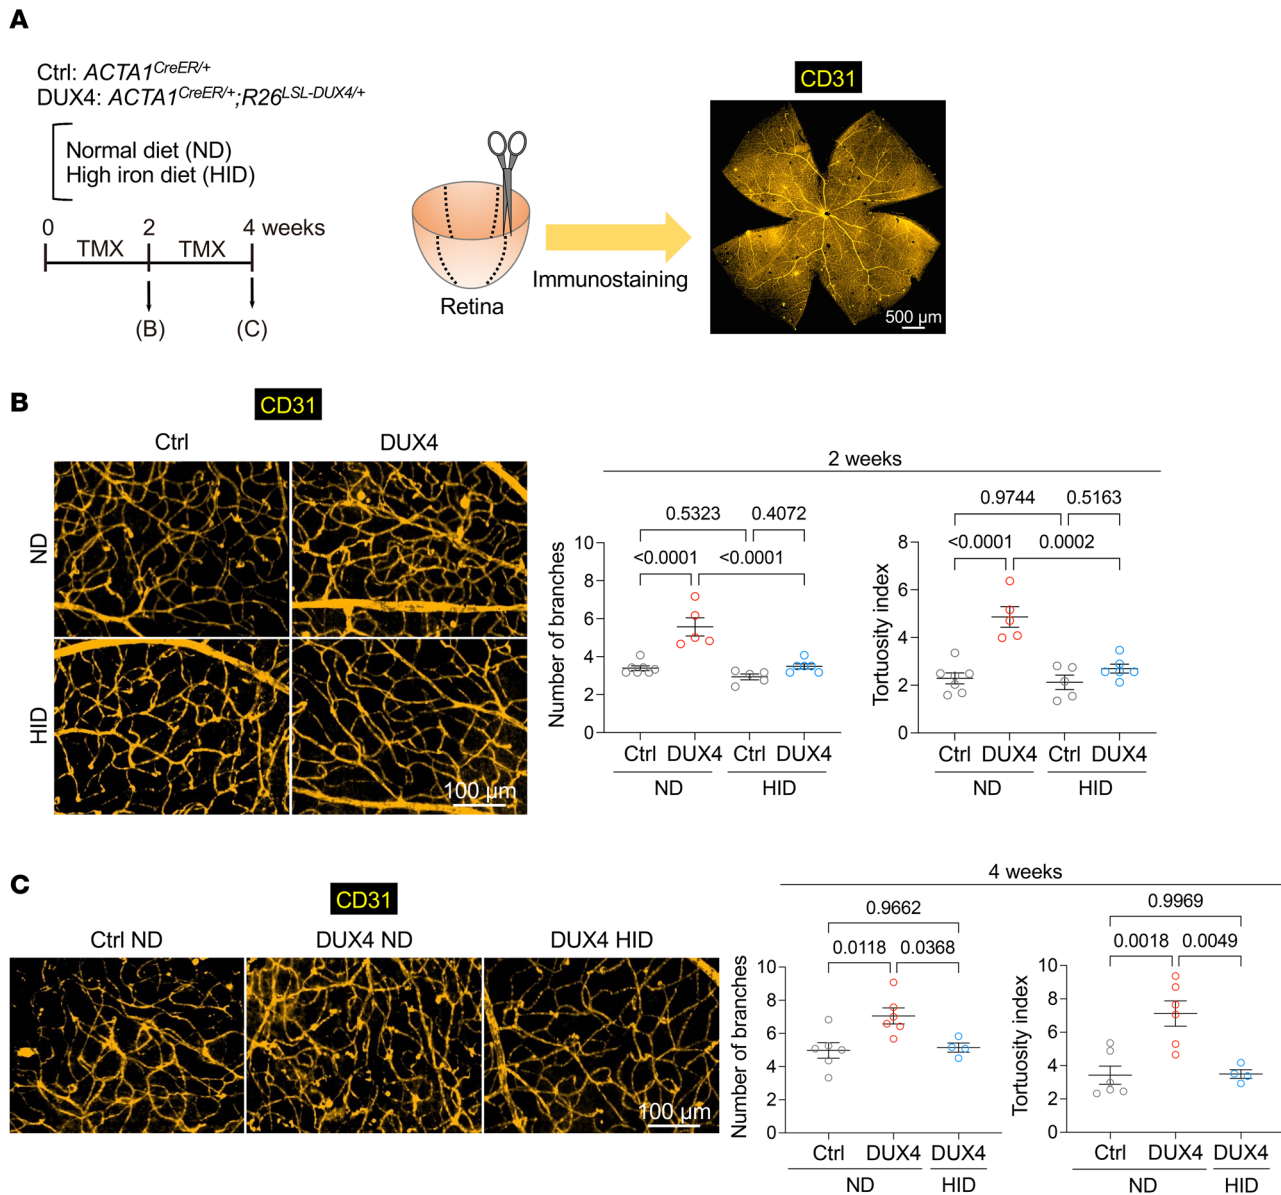 A
Ctrl: ACTA1CreER/+
DUX4: ACTA1CreER/+;R26LSL-DUX4/+
Normal diet (ND)
High iron diet (HID)
0 2 4 weeks
TMX TMX
(B) (C)
Retina
Immunostaining
CD31
500 µm
B
CD31
Ctrl DUX4
ND
HID
100 µm
2 weeks
0.5323 0.4072
<0.0001 <0.0001
Number of branches
10
8
6
4
2
0
Ctrl DUX4 Ctrl DUX4
ND HID
0.9744 0.5163
<0.0001 0.0002
Tortuosity index
8
6
4
2
0
Ctrl DUX4 Ctrl DUX4
ND HID
C
CD31
Ctrl ND DUX4 ND DUX4 HID
100 µm
4 weeks
0.9662
0.0118 0.0368
Number of branches
10
8
6
4
2
0
Ctrl DUX4 DUX4
ND HID
0.9969
0.0018 0.0049
Tortuosity index
10
8
6
4
2
0
Ctrl DUX4 DUX4
ND HID